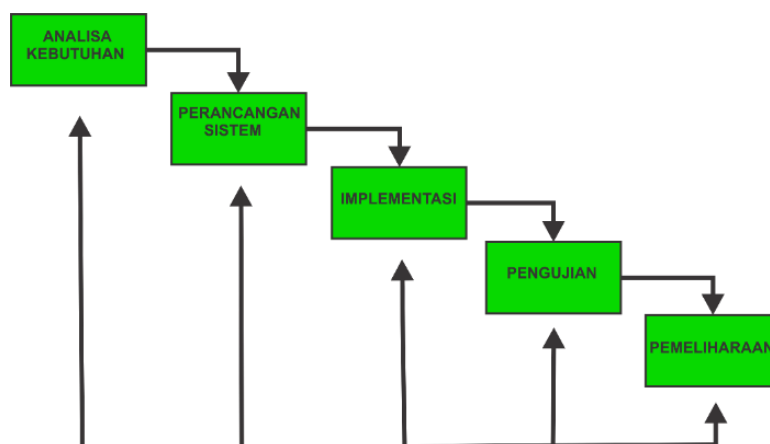 ANALISA
KEBUTUHAN
PERANCANGAN
SISTEM
IMPLEMENTASI
PENGUJIAN
PEMELIHARAAN